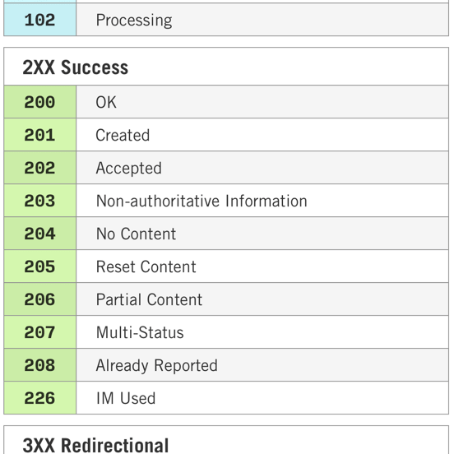 102 Processing
2XX Success
200 OK
201 Created
202 Accepted
203 Non-authoritative Information
204 No Content
205 Reset Content
206 Partial Content
207 Multi-Status
208 Already Reported
226 IM Used
3XX Redirectional